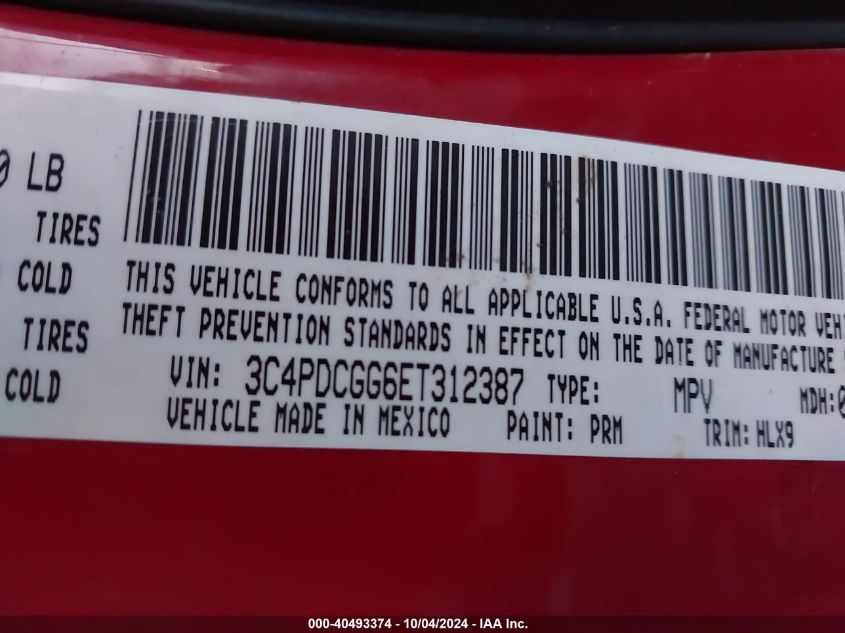 0 LB
TIRES
COLD
TIRES
COLD
THIS VEHICLE CONFORMS TO ALL APPLICABLE U.S.A. FEDERAL MOTOR VEHI
THEFT PREVENTION STANDARDS IN EFFECT ON THE DATE OF MANUFACTURE
VIN: 3C4PDCGG6ET312387 TYPE: MPV MDH:0
VEHICLE MADE IN MEXICO PAINT: PRM TRIM: HLX9
000-40493374 - 10/04/2024 - IAA Inc.